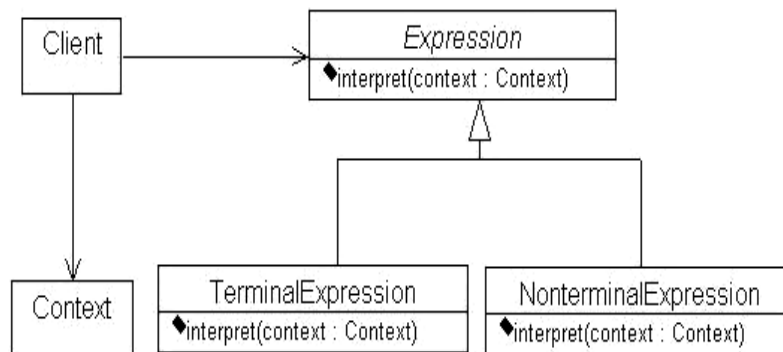 Client
Expression
interpret(context : Context)
Context
TerminalExpression
interpret(context : Context)
NonterminalExpression
interpret(context : Context)